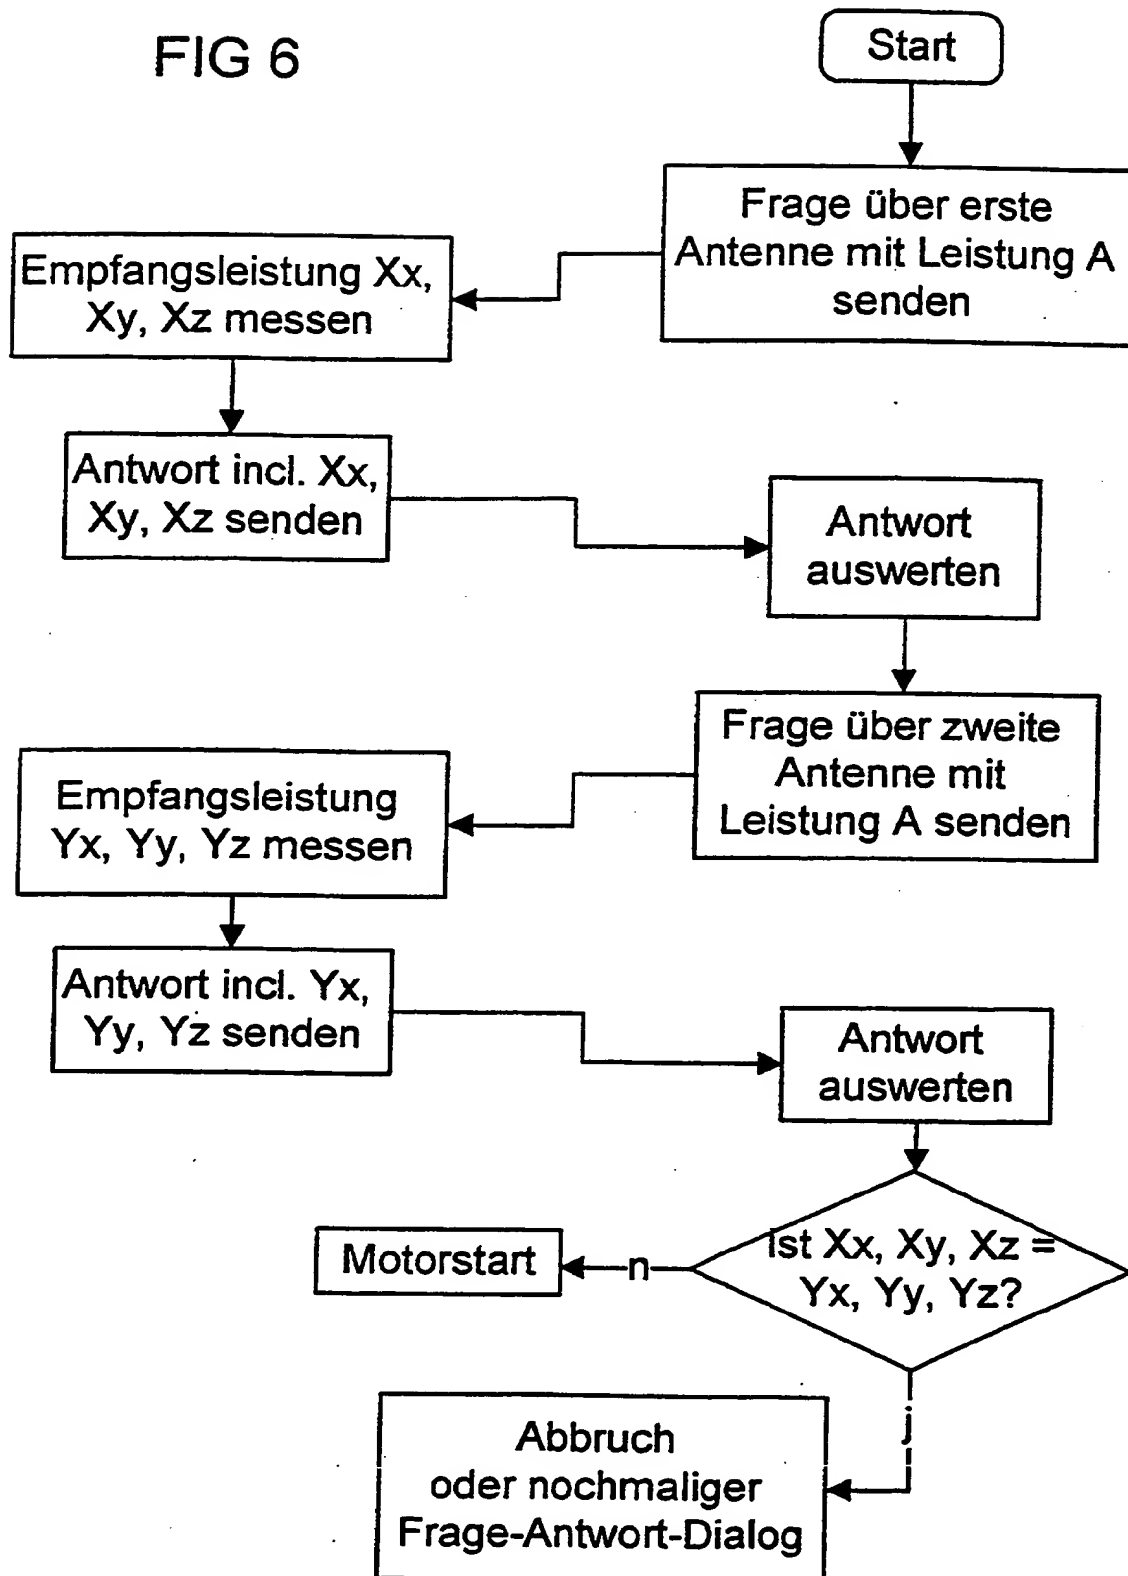 FIG 6
Start
Frage über erste
Antenne mit Leistung A
senden
Empfangsleistung Xx,
Xy, Xz messen
Antwort incl. Xx,
Xy, Xz senden
Antwort
auswerten
Frage über zweite
Antenne mit
Leistung A senden
Empfangsleistung
Yx, Yy, Yz messen
Antwort incl. Yx,
Yy, Yz senden
Antwort
auswerten
ist Xx, Xy, Xz =
Yx, Yy, Yz?
n
Motorstart
j
Abbruch
oder nochmaliger
Frage-Antwort-Dialog